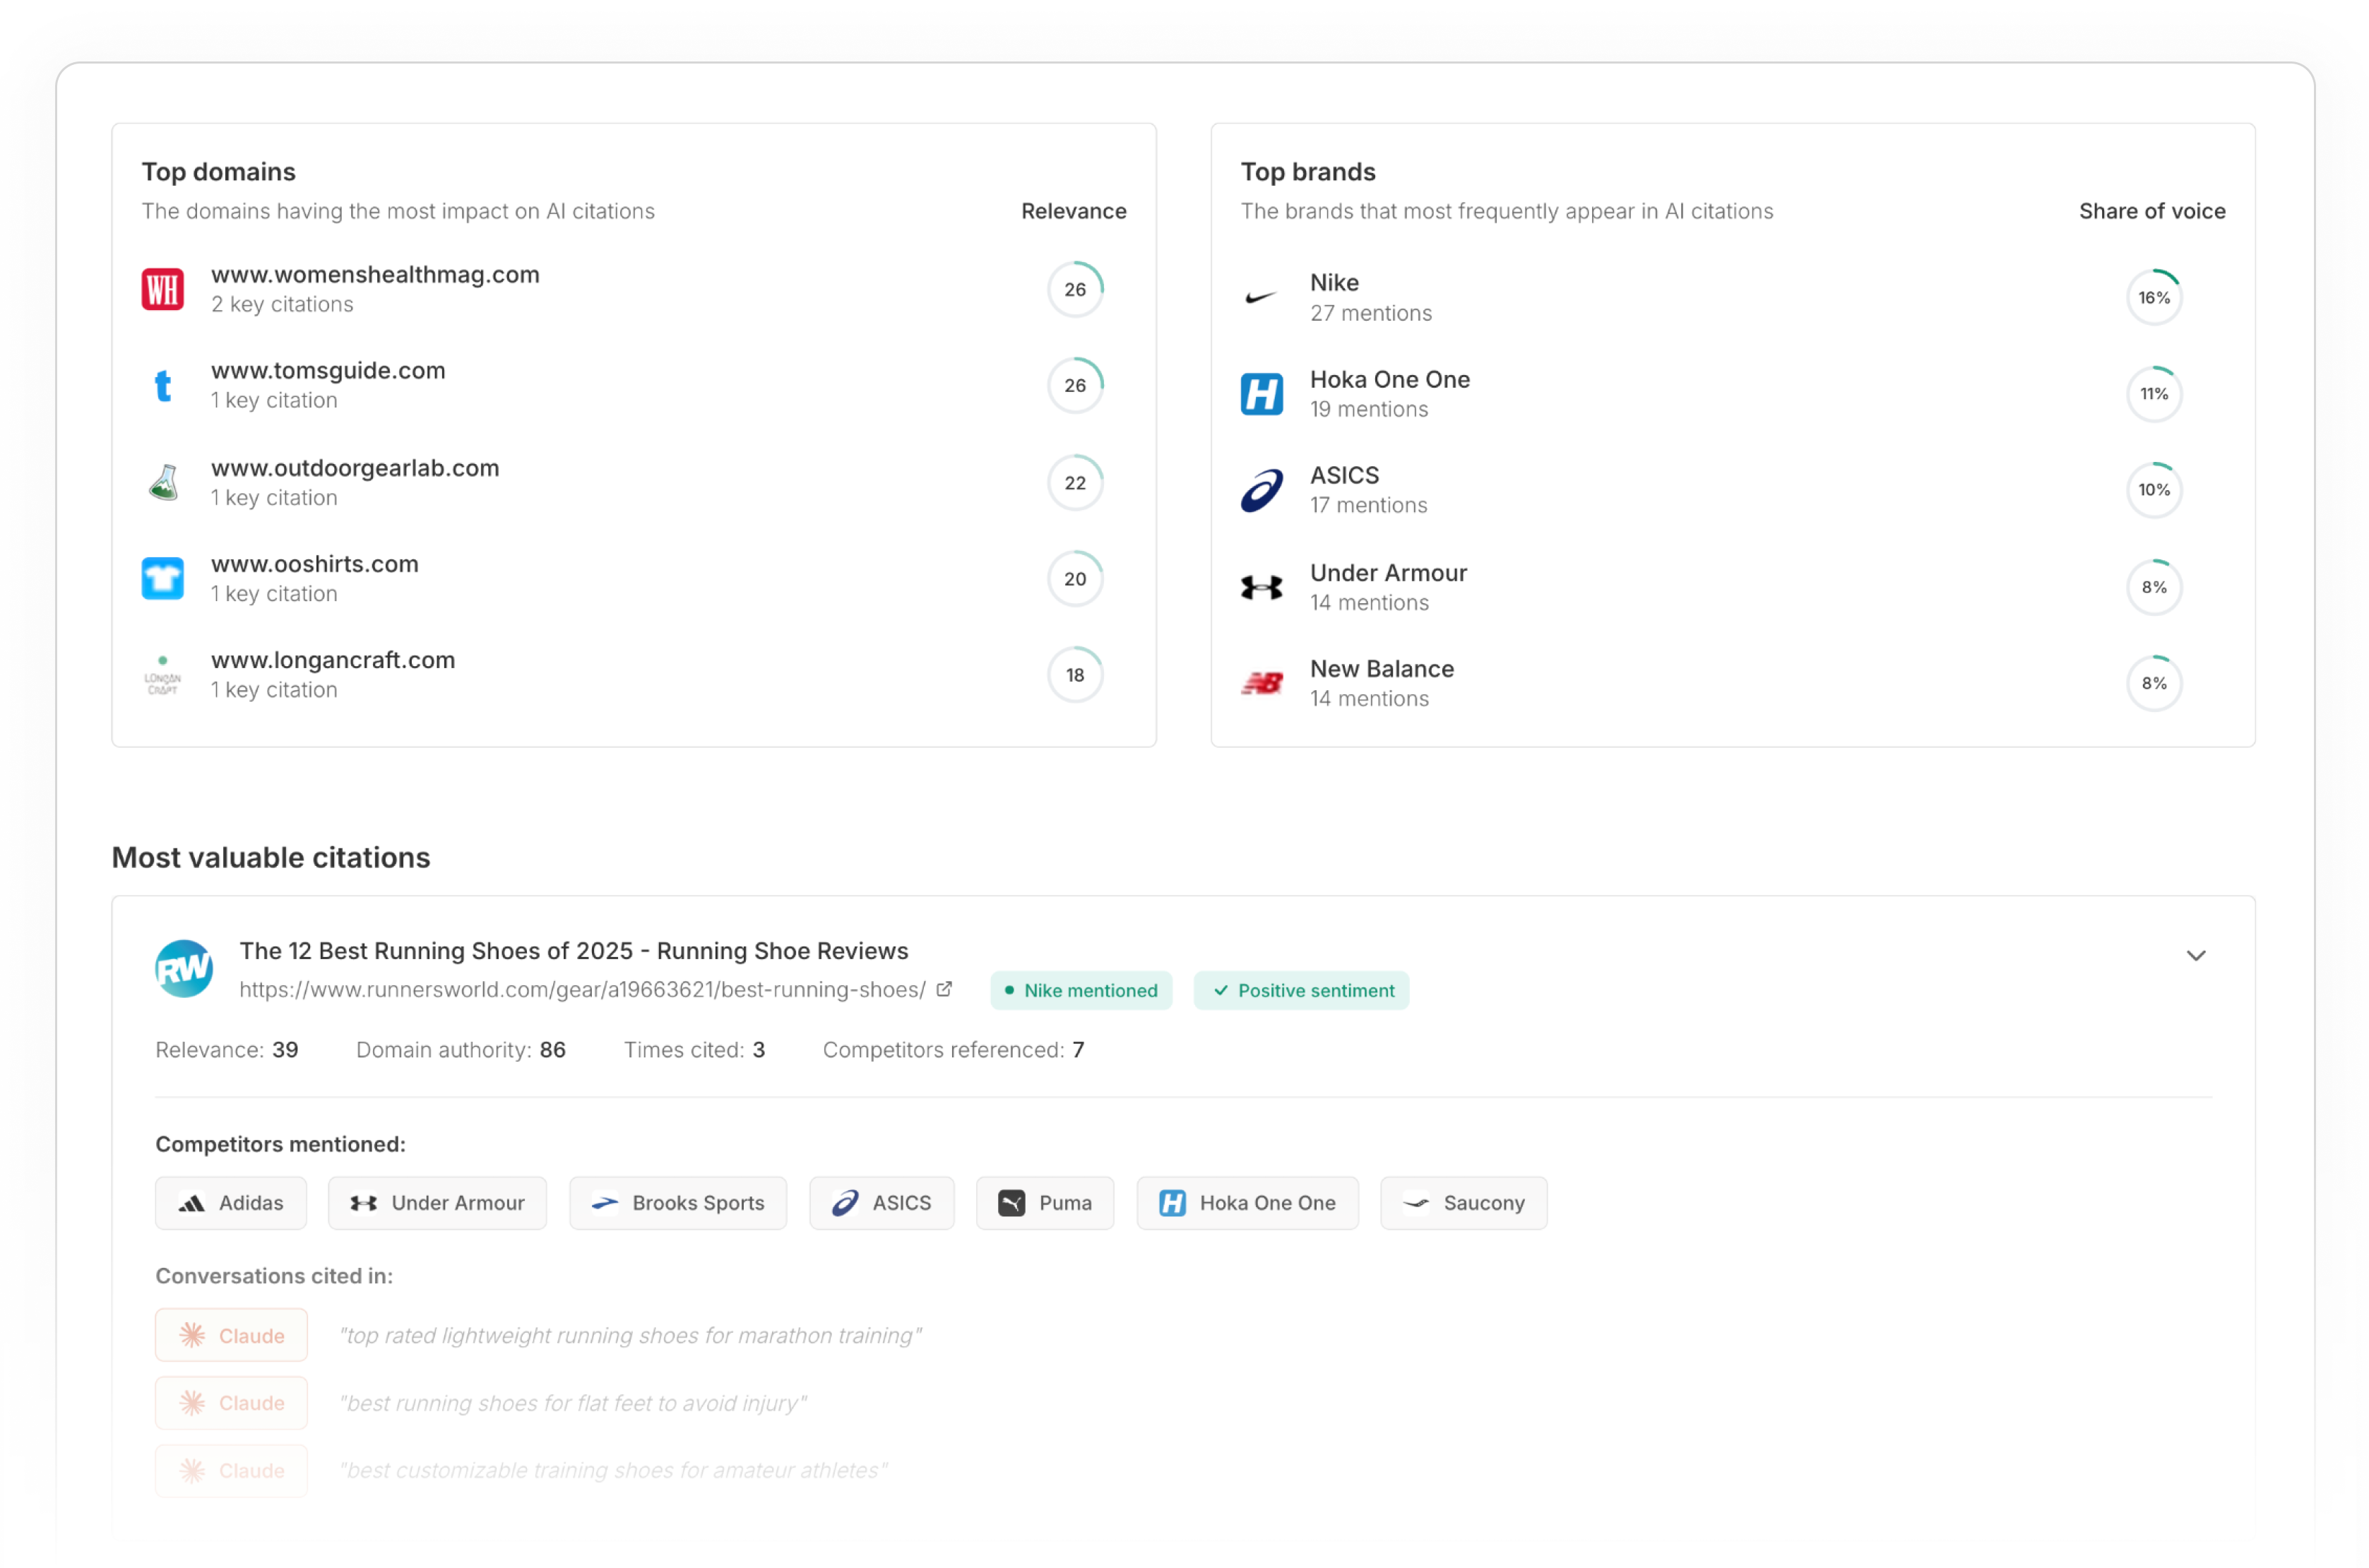 Top domains
The domains having the most impact on AI citations
Relevance
WH
www.womenshealthmag.com
2 key citations
26
t
www.tomsguide.com
1 key citation
26
www.outdoorgearlab.com
1 key citation
22
www.ooshirts.com
1 key citation
20
LONGAN
CRAFT
www.longancraft.com
1 key citation
18
Top brands
The brands that most frequently appear in AI citations
Share of voice
Nike
27 mentions
16%
H
Hoka One One
19 mentions
11%
ASICS
17 mentions
10%
Under Armour
14 mentions
8%
NB
New Balance
14 mentions
8%
Most valuable citations
RW
The 12 Best Running Shoes of 2025 - Running Shoe Reviews
https://www.runnersworld.com/gear/a19663621/best-running-shoes/
Nike mentioned
Positive sentiment
Relevance: 39 Domain authority: 86 Times cited: 3 Competitors referenced: 7
Competitors mentioned:
Adidas Under Armour Brooks Sports ASICS Puma H Hoka One One Saucony
Conversations cited in:
Claude "top rated lightweight running shoes for marathon training"
Claude "best running shoes for flat feet to avoid injury"
Claude "best customizable training shoes for amateur athletes"